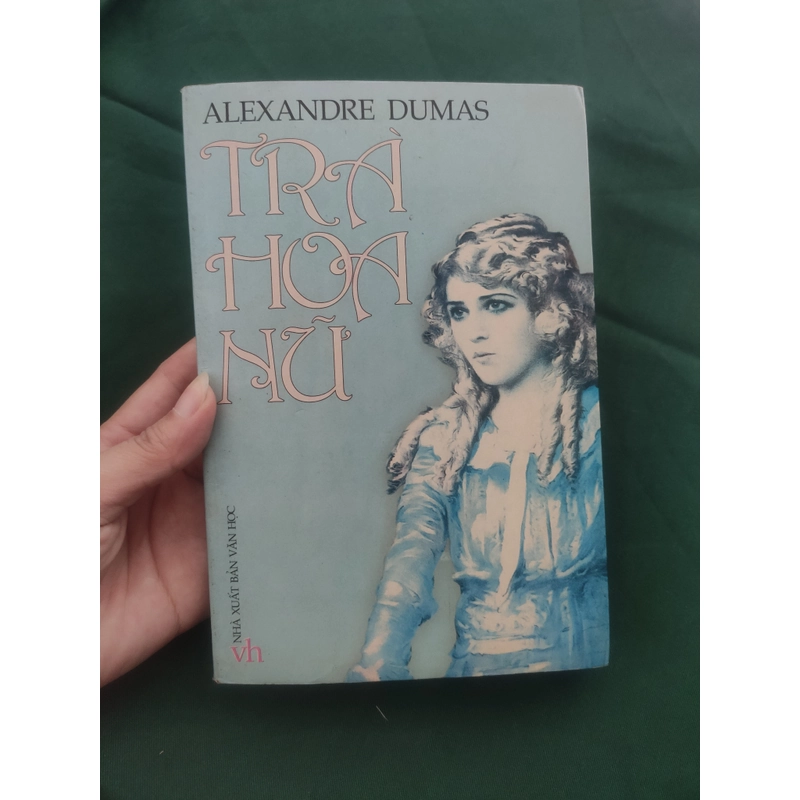 ALEXANDRE DUMAS
TRÀ
HOA
NỮ
NHÀ XUẤT BẢN VĂN HỌC
vh